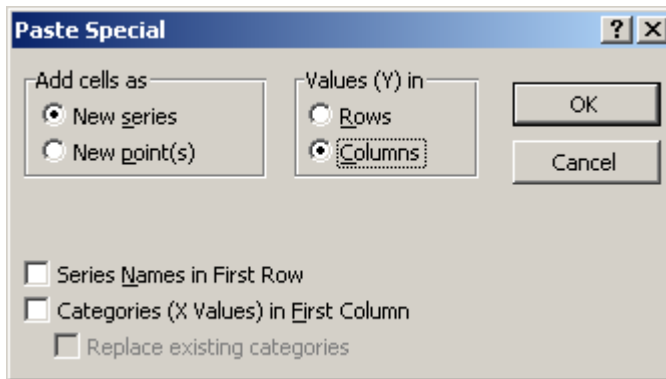 Paste Special
Add cells as
New series
New point(s)
Values (Y) in
Rows
Columns
OK
Cancel
Series Names in First Row
Categories (X Values) in First Column
Replace existing categories